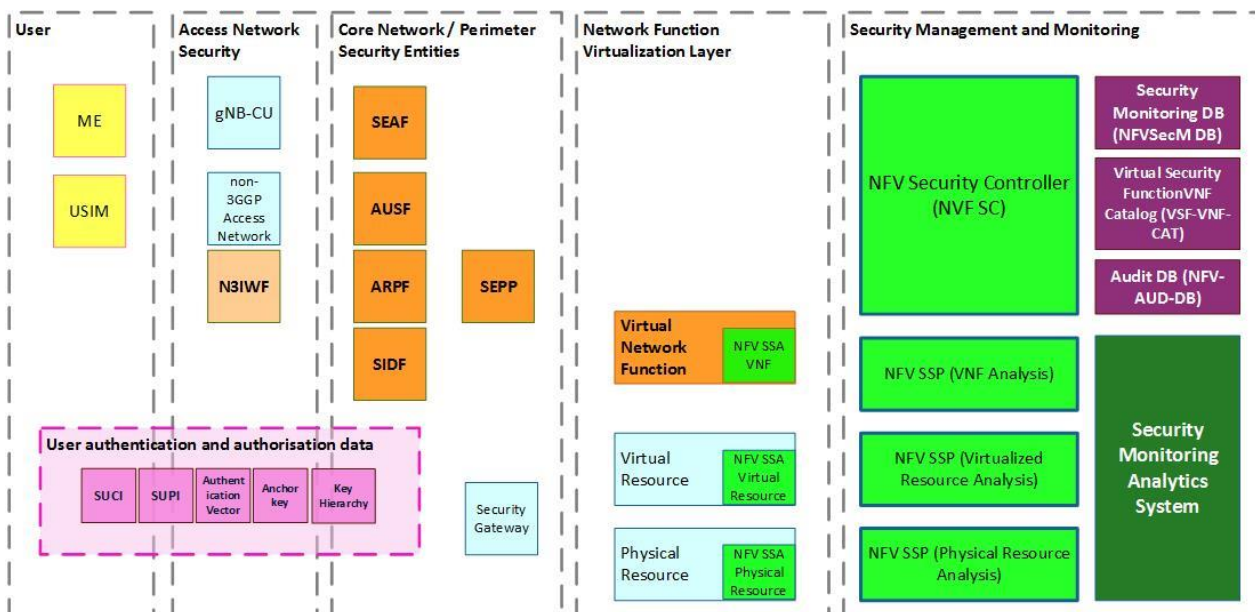 User
ME
USIM
Access Network
Security
gNB-CU
non-
3GGP
Access
Network
N3IWF
Core Network / Perimeter
Security Entities
SEAF
AUSF
ARPF
SEPP
SIDF
User authentication and authorisation data
SUCI
SUPI
Authent
ication
Vector
Anchor
key
Key
Hierarchy
Security
Gateway
Network Function
Virtualization Layer
Virtual
Network
Function
NFV SSA
VNF
Virtual
Resource
NFV SSA
Virtual
Resource
Physical
Resource
NFV SSA
Physical
Resource
Security Management and Monitoring
NFV Security Controller
(NVF SC)
NFV SSP (VNF Analysis)
NFV SSP (Virtualized
Resource Analysis)
NFV SSP (Physical Resource
Analysis)
Security
Monitoring DB
(NFVSecM DB)
Virtual Security
FunctionVNF
Catalog (VSF-VNF-
CAT)
Audit DB (NFV-
AUD-DB)
Security
Monitoring
Analytics
System